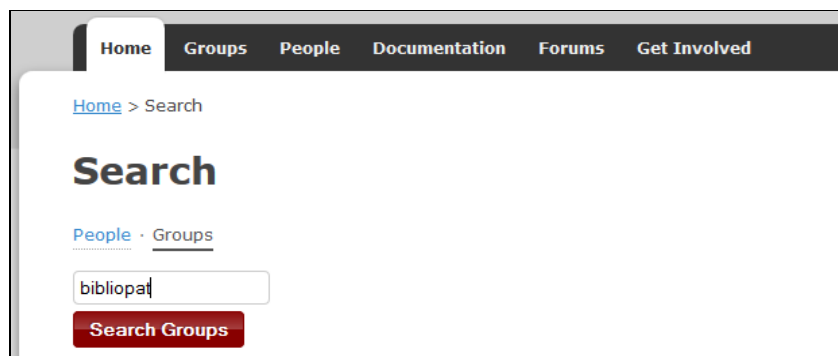 Home Groups People Documentation Forums Get Involved
Home > Search
Search
People · Groups
bibliopat
Search Groups